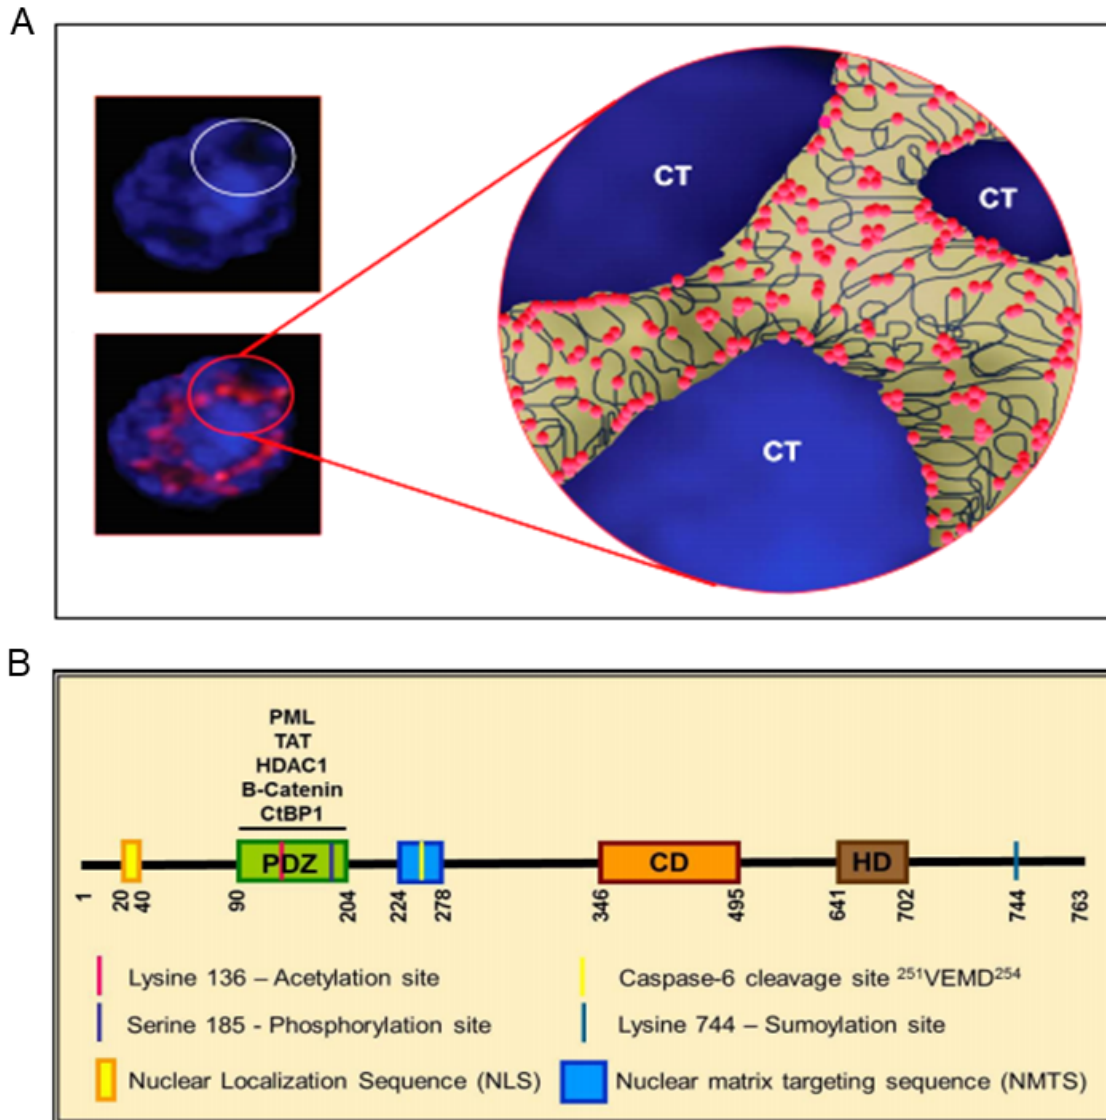 A
CT
CT
CT
B
PML
TAT
HDAC1
B-Catenin
CtBP1
PDZ
CD
HD
1
20
40
90
204
224
278
346
495
641
702
744
763
Lysine 136 – Acetylation site
Caspase-6 cleavage site ²⁵¹VEMD²⁵⁴
Serine 185 - Phosphorylation site
Lysine 744 – Sumoylation site
Nuclear Localization Sequence (NLS)
Nuclear matrix targeting sequence (NMTS)